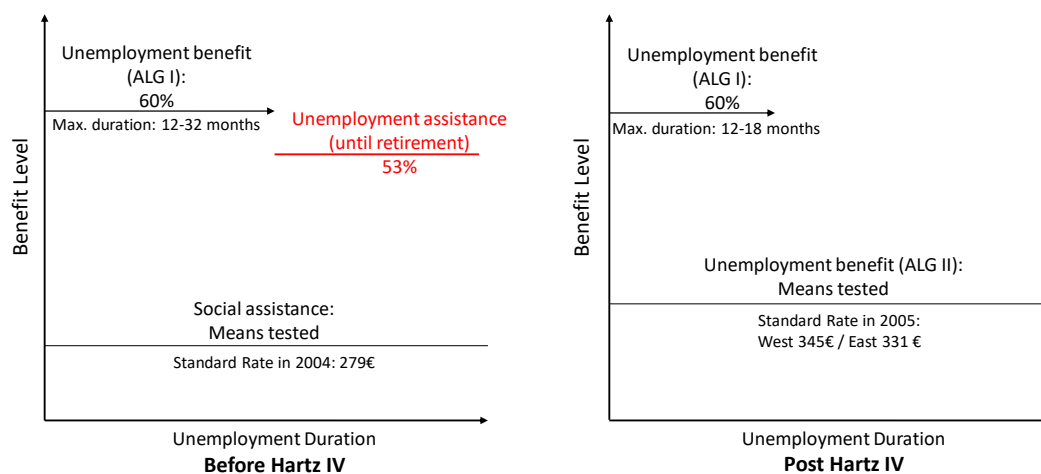 Benefit Level
Unemployment benefit
(ALG I):
60%
Max. duration: 12-32 months
Unemployment assistance
(until retirement)
53%
Social assistance:
Means tested
Standard Rate in 2004: 279€
Unemployment Duration
Before Hartz IV
Benefit Level
Unemployment benefit
(ALG I):
60%
Max. duration: 12-18 months
Unemployment benefit (ALG II):
Means tested
Standard Rate in 2005:
West 345€ / East 331 €
Unemployment Duration
Post Hartz IV